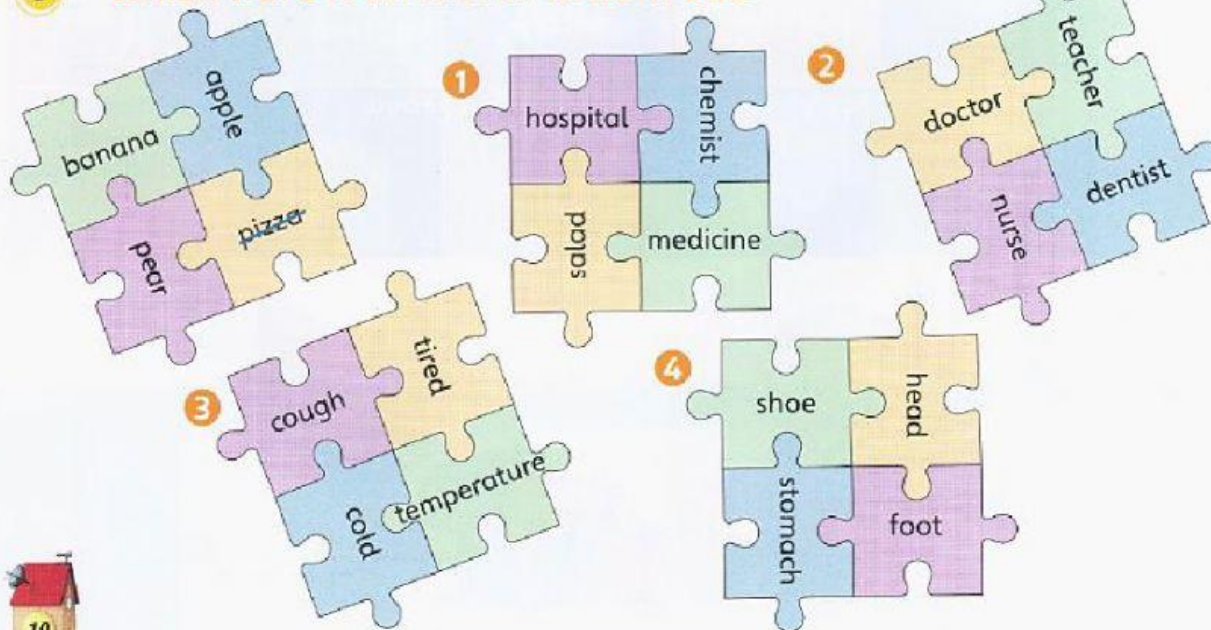 banana
apple
pear
pizza
1
hospital
chemist
salad
medicine
2
doctor
teacher
nurse
dentist
3
cough
tired
cold
temperature
4
shoe
head
stomach
foot
10